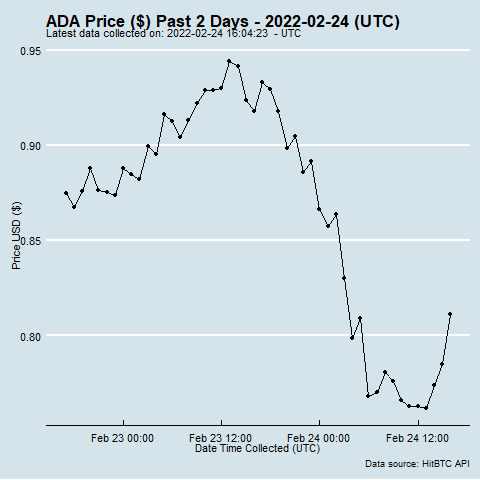 ADA Price ($) Past 2 Days - 2022-02-24 (UTC)
Latest data collected on: 2022-02-24 16:04:23 - UTC
0.95
0.90
0.85
0.80
Price USD ($)
Feb 23 00:00
Feb 23 12:00
Feb 24 00:00
Feb 24 12:00
Date Time Collected (UTC)
Data source: HitBTC API